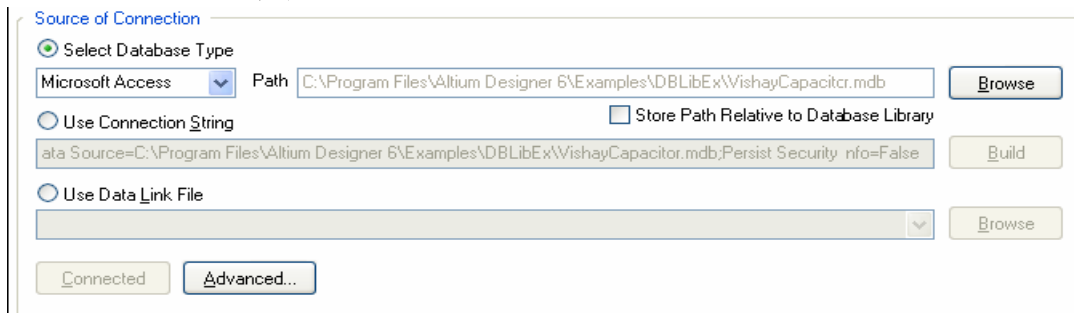 Source of Connection
Select Database Type
Microsoft Access Path C:\Program Files\Altium Designer 6\Examples\DBLibEx\VishayCapacitcr.mdb Browse
Use Connection String Store Path Relative to Database Library
ata Source=C:\Program Files\Altium Designer 6\Examples\DBLibEx\VishayCapacitor.mdb;Persist Security nfo=False Build
Use Data Link File
Browse
Connected Advanced...